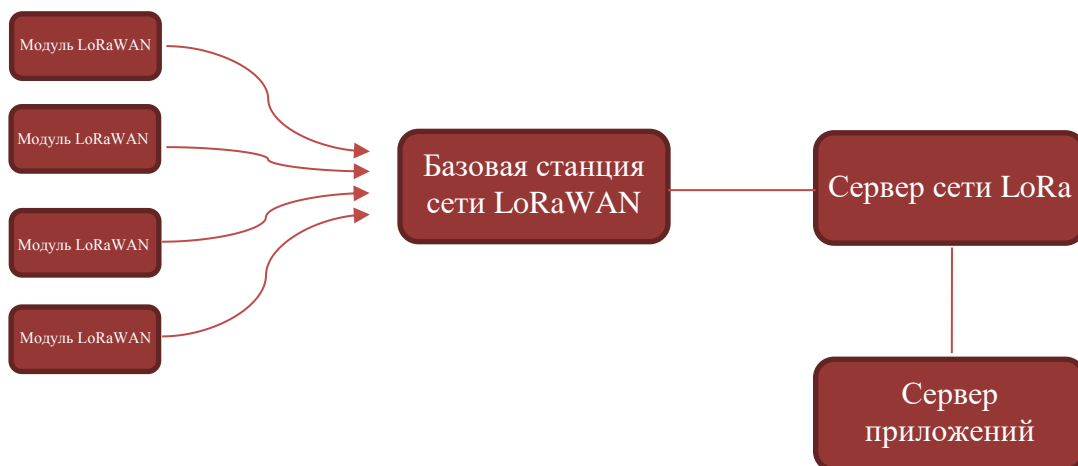 Модуль LoRaWAN
Модуль LoRaWAN
Модуль LoRaWAN
Модуль LoRaWAN
Базовая станция
сети LoRaWAN
Сервер сети LoRa
Сервер
приложений